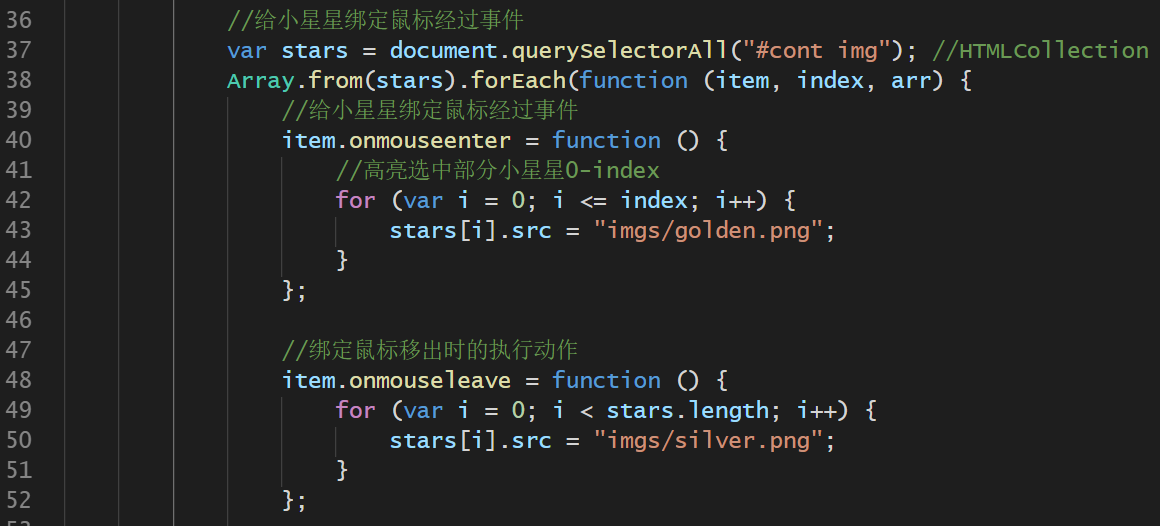 36 //给小星星绑定鼠标经过事件
37 var stars = document.querySelectorAll("#cont img"); //HTMLCollection
38 Array.from(stars).forEach(function (item, index, arr) {
39 //给小星星绑定鼠标经过事件
40 item.onmouseenter = function () {
41 //高亮选中部分小星星0-index
42 for (var i = 0; i <= index; i++) {
43 stars[i].src = "imgs/golden.png";
44 }
45 };
46
47 //绑定鼠标移出时的执行动作
48 item.onmouseleave = function () {
49 for (var i = 0; i < stars.length; i++) {
50 stars[i].src = "imgs/silver.png";
51 }
52 };